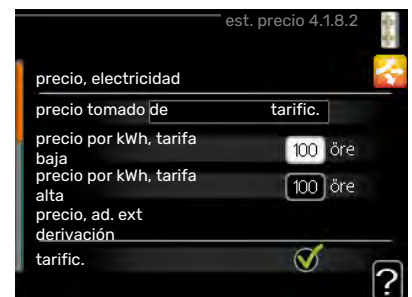 est. precio 4.1.8.2
precio, electricidad
precio tomado de tarific.
precio por kWh, tarifa
baja
100 öre
precio por kWh, tarifa
alta
100 öre
precio, ad. ext
derivación
tarific.
?